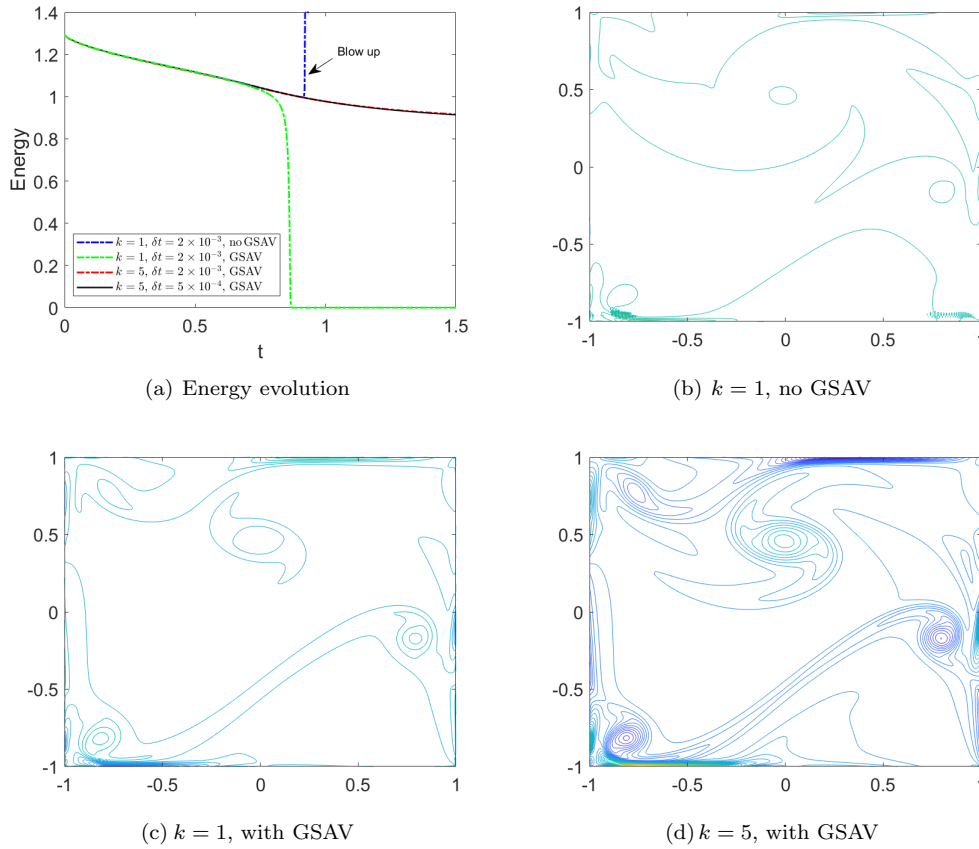 1.4
1.2
1
0.8
0.6
0.4
0.2
0
Energy
Blow up
k = 1, δt = 2 × 10⁻³, no GSAV
k = 1, δt = 2 × 10⁻³, GSAV
k = 5, δt = 2 × 10⁻³, GSAV
k = 5, δt = 5 × 10⁻⁴, GSAV
0 0.5 1 1.5
t
(a) Energy evolution
1
0.5
0
-0.5
-1
-1 -0.5 0 0.5 1
(b) k = 1, no GSAV
1
0.5
0
-0.5
-1
-1 -0.5 0 0.5 1
(c) k = 1, with GSAV
1
0.5
0
-0.5
-1
-1 -0.5 0 0.5 1
(d) k = 5, with GSAV